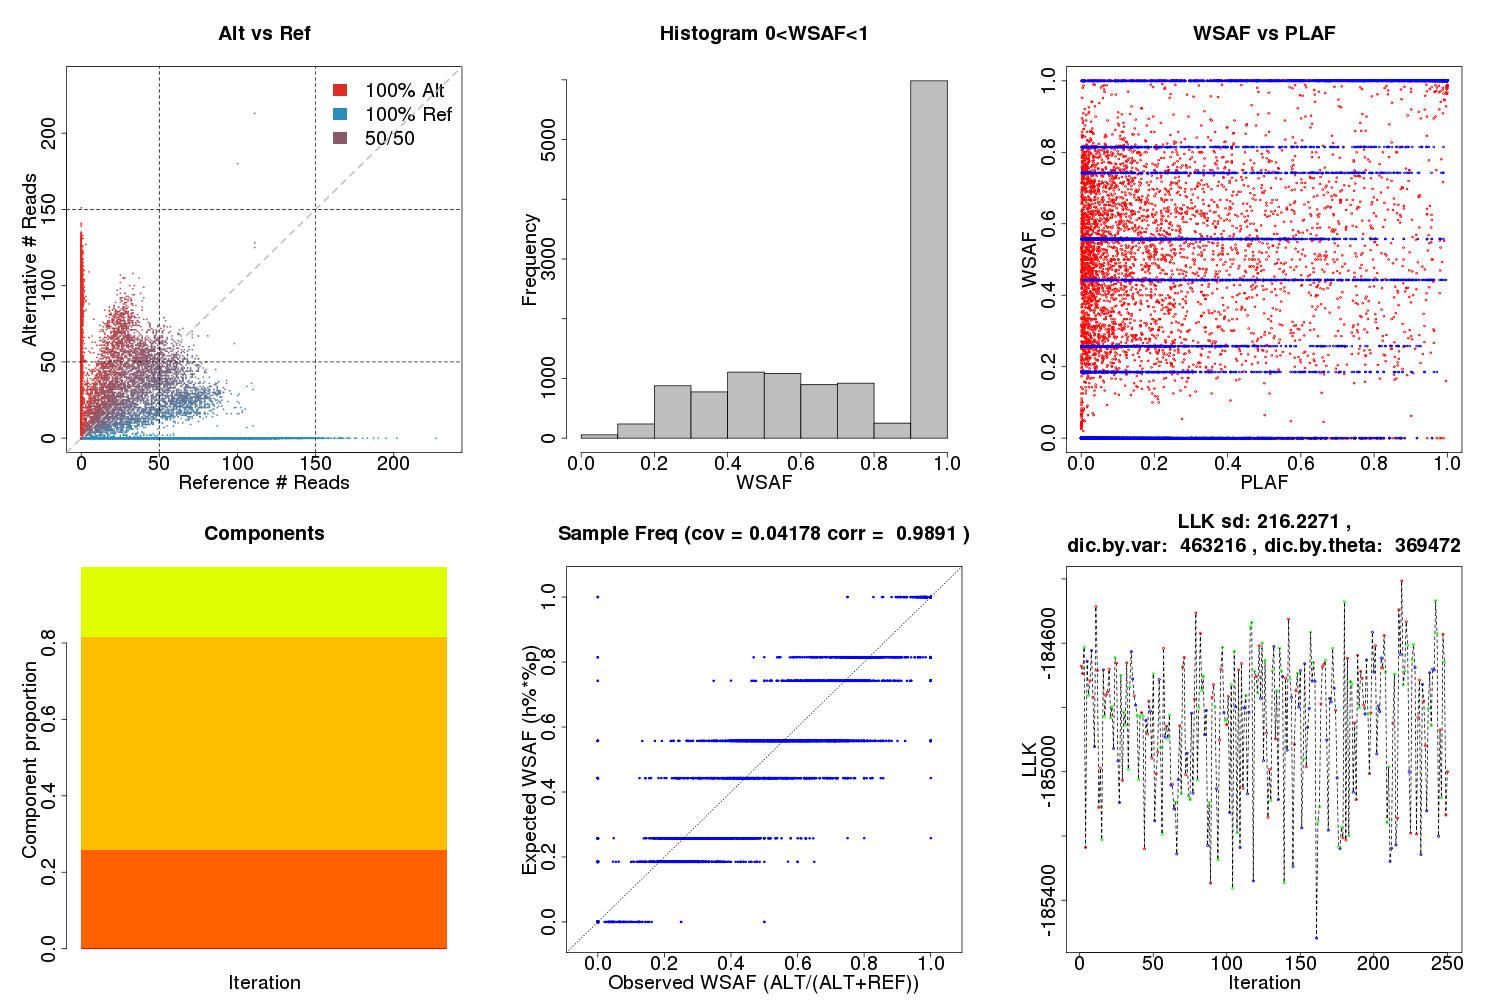 Alt vs Ref
100% Alt
100% Ref
50/50
Alternative # Reads
0 50 100 150 200
0 50 100 150 200
Reference # Reads
Histogram 0<WSAF<1
Frequency
0 1000 3000 5000
0.0 0.2 0.4 0.6 0.8 1.0
WSAF
WSAF vs PLAF
WSAF
0.0 0.2 0.4 0.6 0.8 1.0
0.0 0.2 0.4 0.6 0.8 1.0
PLAF
Components
Component proportion
0.0 0.2 0.4 0.6 0.8
Iteration
Sample Freq (cov = 0.04178 corr = 0.9891 )
Expected WSAF (h%*%p)
0.0 0.2 0.4 0.6 0.8 1.0
0.0 0.2 0.4 0.6 0.8 1.0
Observed WSAF (ALT/(ALT+REF))
LLK sd: 216.2271 ,
dic.by.var: 463216 , dic.by.theta: 369472
LLK
-185400 -185000 -184600
0 50 100 150 200 250
Iteration